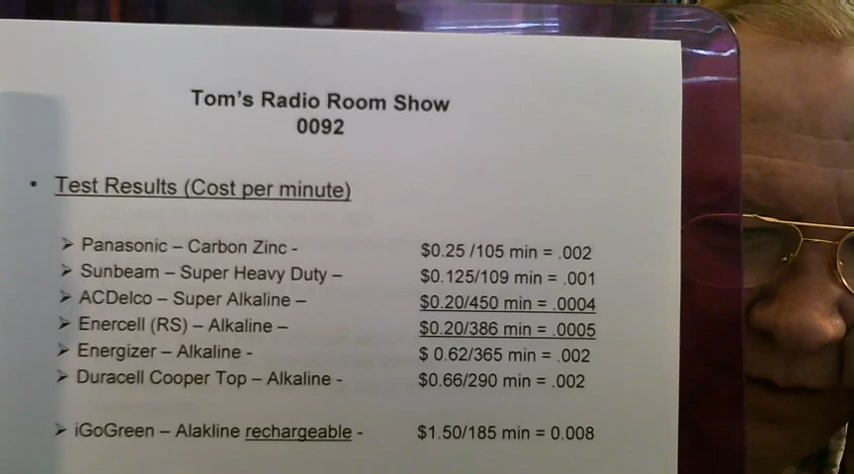 Tom's Radio Room Show
0092
• Test Results (Cost per minute)
➢ Panasonic – Carbon Zinc - $0.25 /105 min = .002
➢ Sunbeam – Super Heavy Duty – $0.125/109 min = .001
➢ ACDelco – Super Alkaline – $0.20/450 min = .0004
➢ Enercell (RS) – Alkaline – $0.20/386 min = .0005
➢ Energizer – Alkaline - $ 0.62/365 min = .002
➢ Duracell Cooper Top – Alkaline - $0.66/290 min = .002
➢ iGoGreen – Alakline rechargeable - $1.50/185 min = 0.008